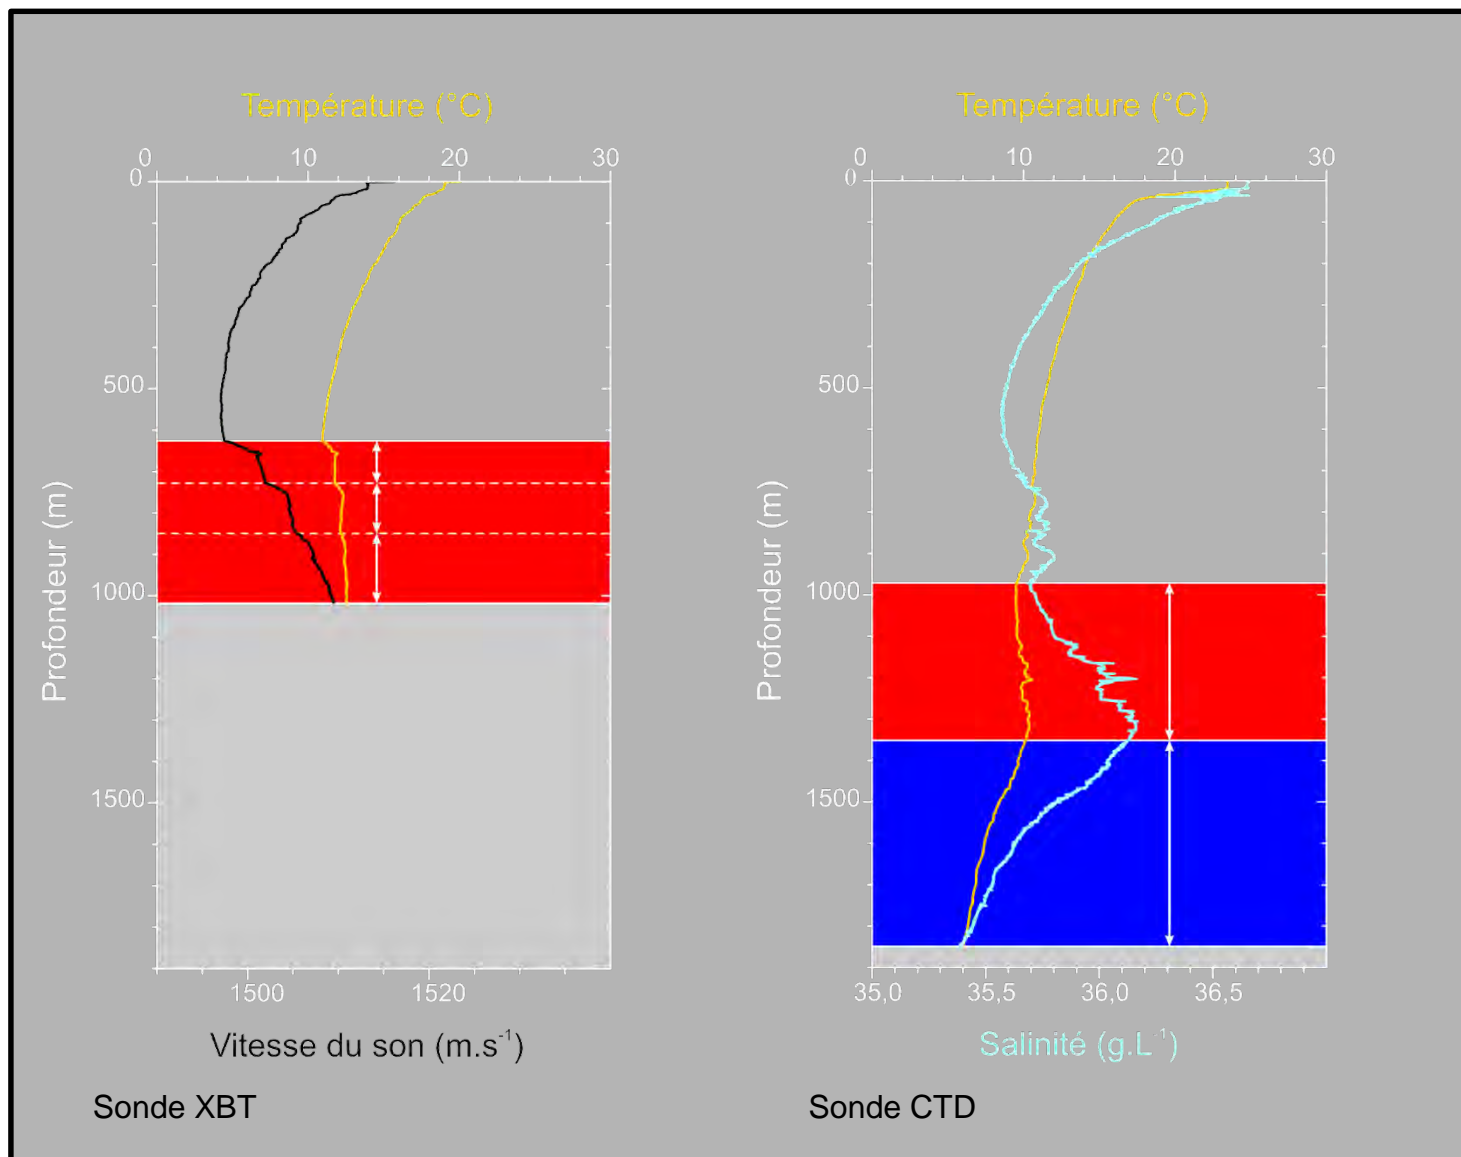 Température (°C)
0 10 20 30
0
500
1000
1500
Profondeur (m)
1500 1520
Vitesse du son (m.s⁻¹)
Sonde XBT
Température (°C)
0 10 20 30
0
500
1000
1500
Profondeur (m)
35,0 35,5 36,0 36,5
Salinité (g.L⁻¹)
Sonde CTD